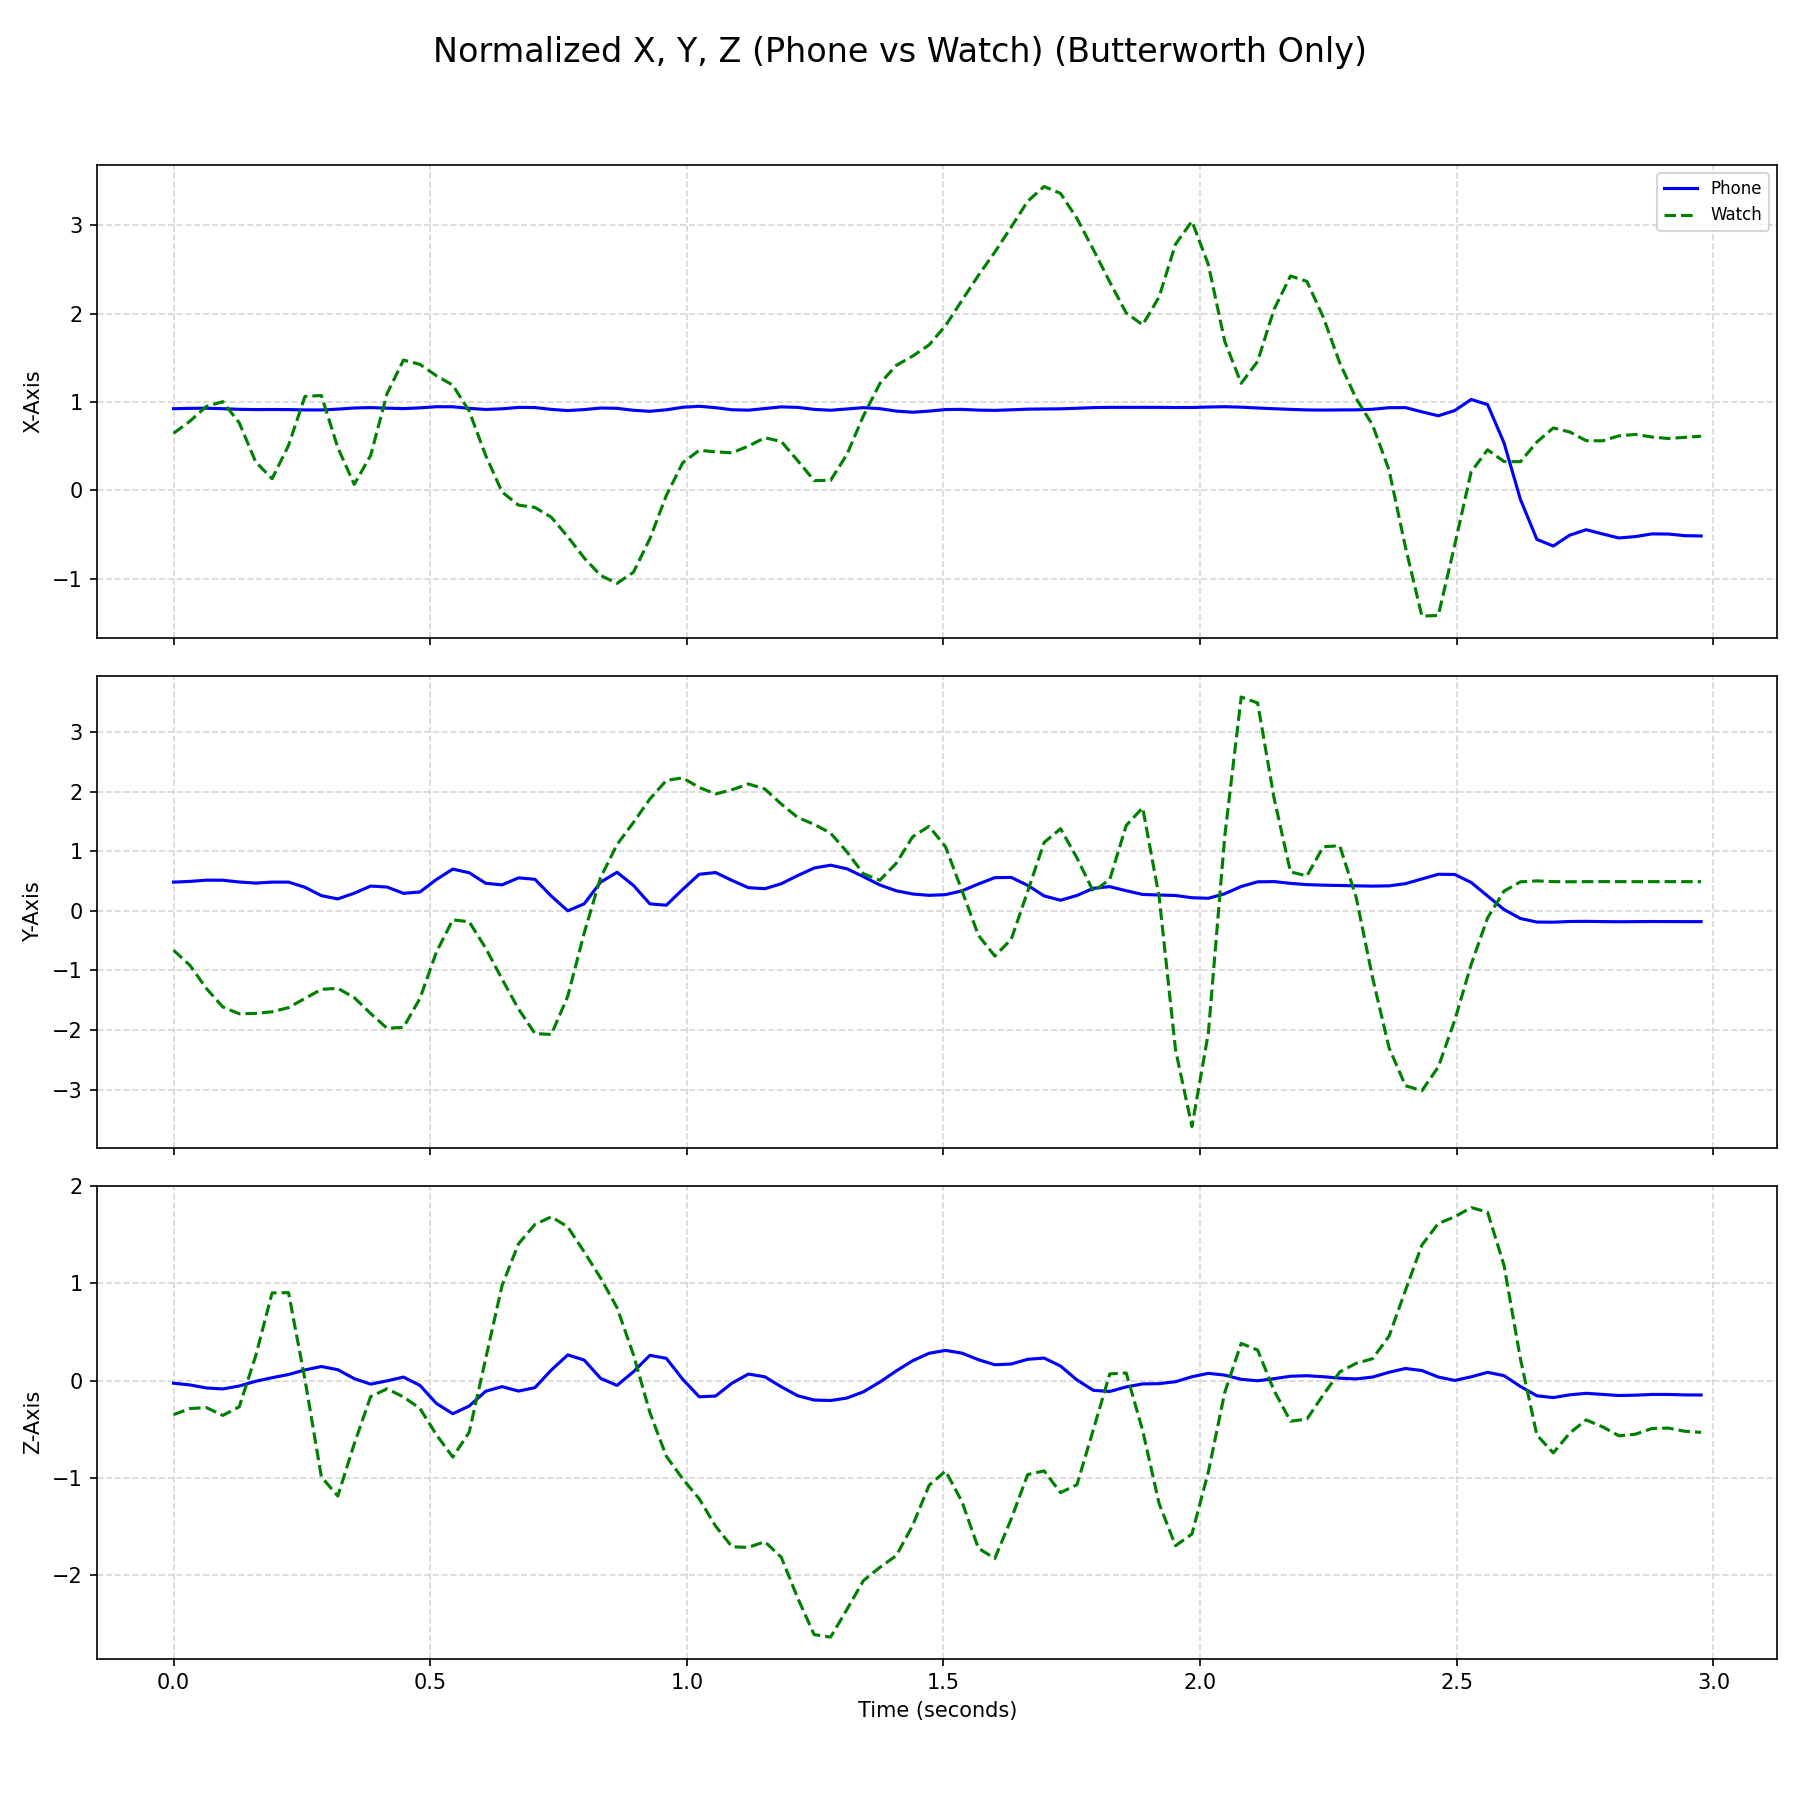 Normalized X, Y, Z (Phone vs Watch) (Butterworth Only)
Phone
Watch
X-Axis
3
2
1
0
−1
Y-Axis
3
2
1
0
−1
−2
−3
Z-Axis
2
1
0
−1
−2
0.0 0.5 1.0 1.5 2.0 2.5 3.0
Time (seconds)